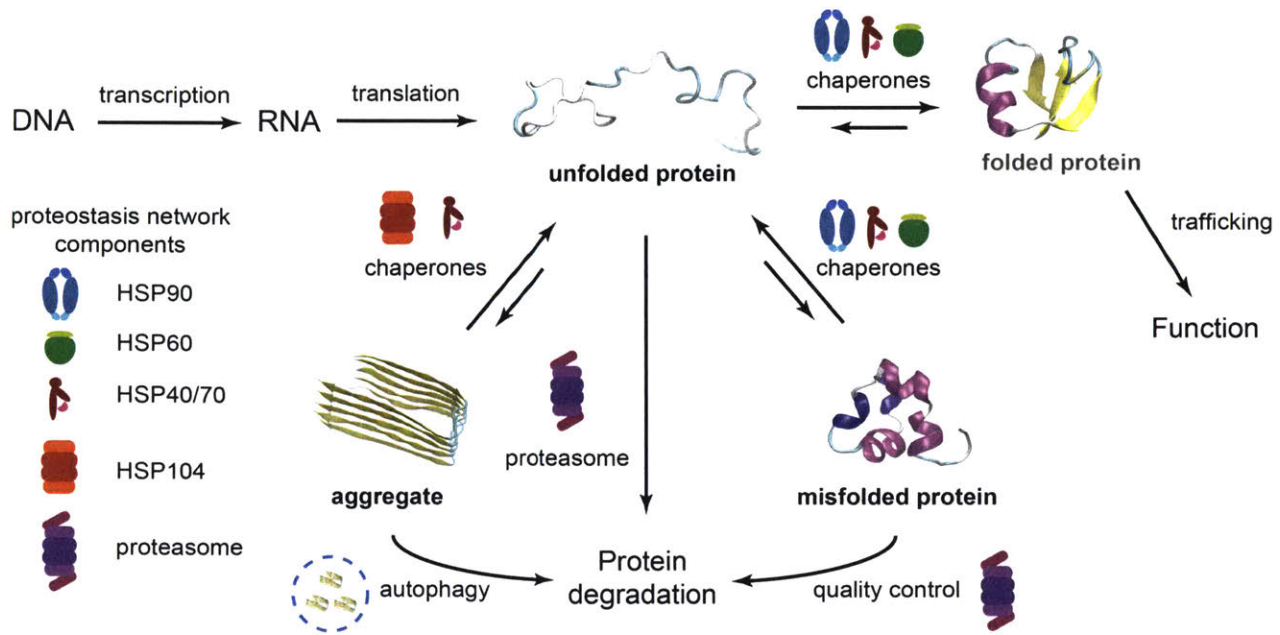 chaperones
transcription
translation
DNA
RNA
unfolded protein
folded protein
trafficking
Function
proteostasis network
components
HSP90
HSP60
HSP40/70
HSP104
proteasome
chaperones
chaperones
proteasome
aggregate
misfolded protein
autophagy
Protein
degradation
quality control